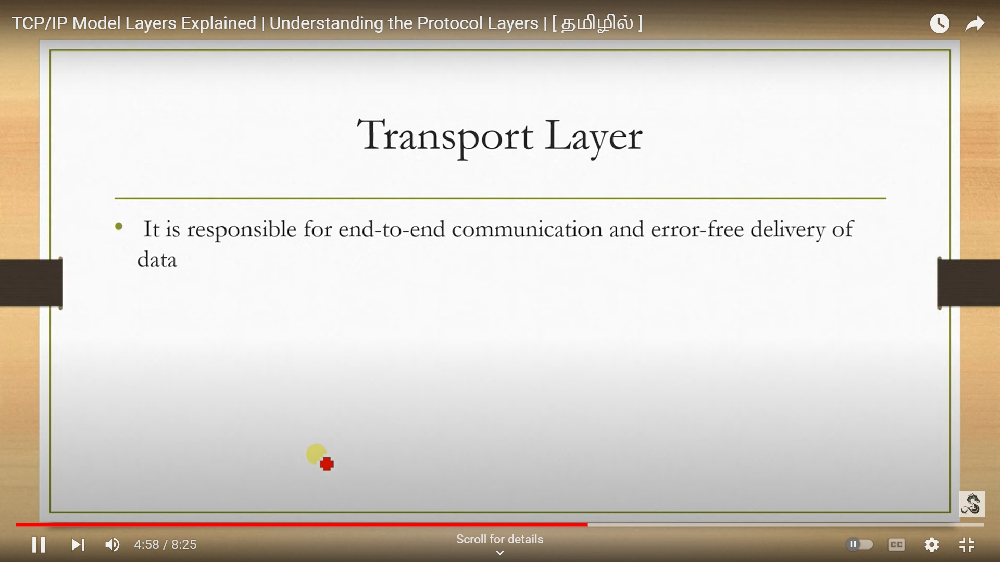 TCP/IP Model Layers Explained | Understanding the Protocol Layers | [ தமிழில் ]
Transport Layer
• It is responsible for end-to-end communication and error-free delivery of
data
4:58 / 8:25
Scroll for details
CC